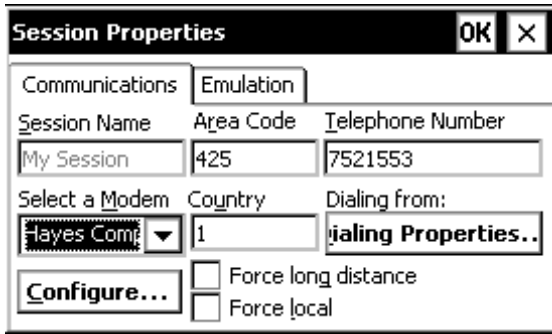 Session Properties OK ×
Communications Emulation
Session Name Area Code Telephone Number
My Session 425 7521553
Select a Modem Country Dialing from:
Hayes Comp 1 ialing Properties..
Configure... Force long distance
Force local